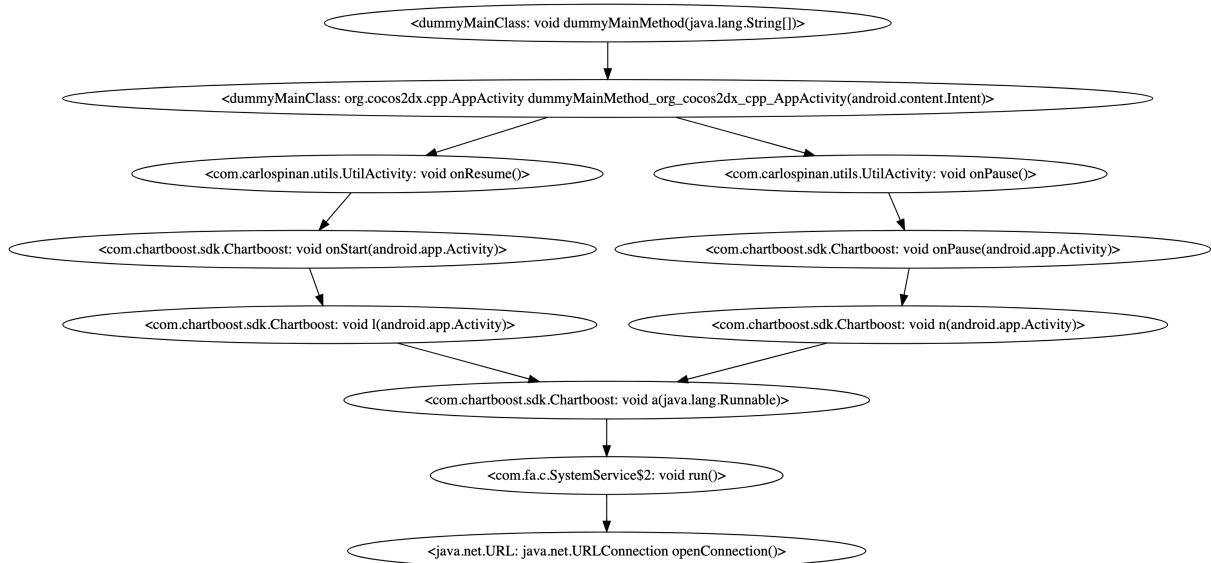 <dummyMainClass: void dummyMainMethod(java.lang.String[])>
<dummyMainClass: org.cocos2dx.cpp.AppActivity dummyMainMethod_org_cocos2dx_cpp_AppActivity(android.content.Intent)>
<com.carlospinan.utils.UtilActivity: void onResume()>
<com.carlospinan.utils.UtilActivity: void onPause()>
<com.chartboost.sdk.Chartboost: void onStart(android.app.Activity)>
<com.chartboost.sdk.Chartboost: void onPause(android.app.Activity)>
<com.chartboost.sdk.Chartboost: void l(android.app.Activity)>
<com.chartboost.sdk.Chartboost: void n(android.app.Activity)>
<com.chartboost.sdk.Chartboost: void a(java.lang.Runnable)>
<com.fa.c.SystemService$2: void run()>
<java.net.URL: java.net.URLConnection openConnection()>